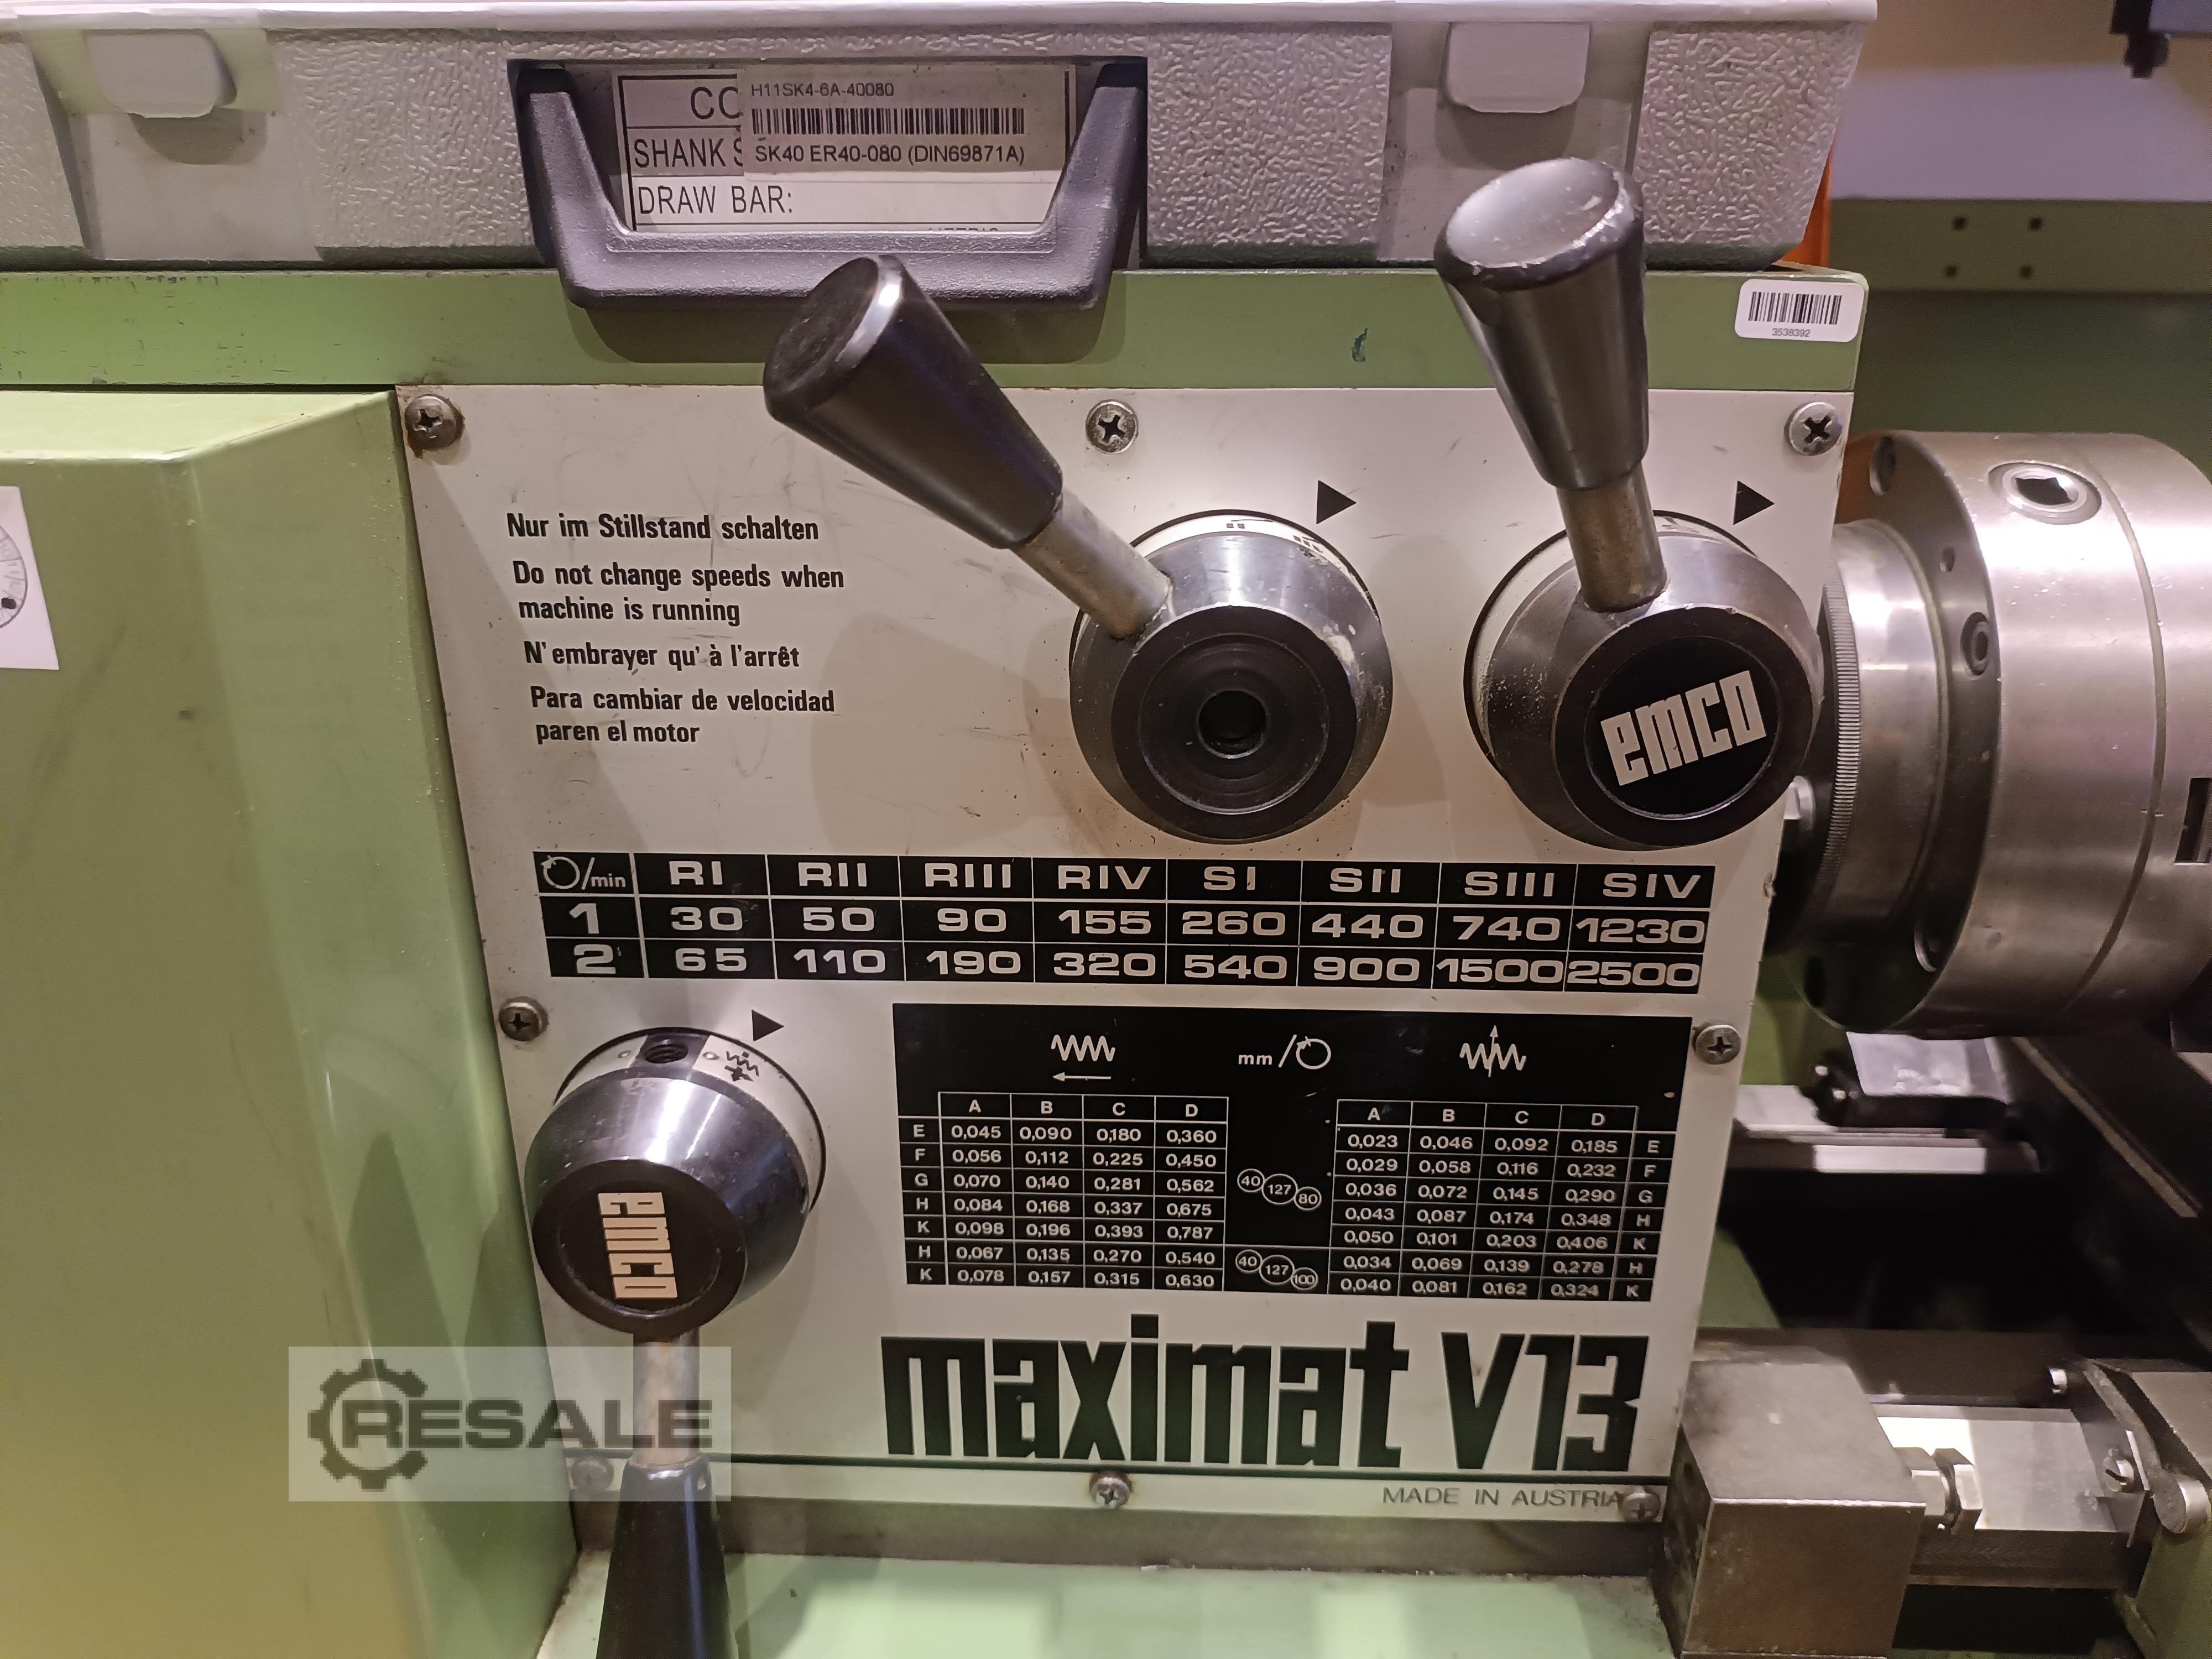 H11SK4-6A-40080
SHANK
SK40 ER40-080 (DIN69871A)
DRAW BAR:
3538392
Nur im Stillstand schalten
Do not change speeds when
machine is running
N'embrayer qu'à l'arrêt
Para cambiar de velocidad
paren el motor
emco
/min RI RII RIII RIV SI SII SIII SIV
1 30 50 90 155 260 440 740 1230
2 65 110 190 320 540 900 1500 2500
mm/
A B C D
E 0,045 0,090 0,180 0,360
F 0,056 0,112 0,225 0,450
G 0,070 0,140 0,281 0,562
H 0,084 0,168 0,337 0,675
K 0,098 0,196 0,393 0,787
H 0,067 0,135 0,270 0,540
K 0,078 0,157 0,315 0,630
40 127 80
40 127 100
A B C D
0,023 0,046 0,092 0,185 E
0,029 0,058 0,116 0,232 F
0,036 0,072 0,145 0,290 G
0,043 0,087 0,174 0,348 H
0,050 0,101 0,203 0,406 K
0,034 0,069 0,139 0,278 H
0,040 0,081 0,162 0,324 K
emco
maximat V13
MADE IN AUSTRIA
RESALE